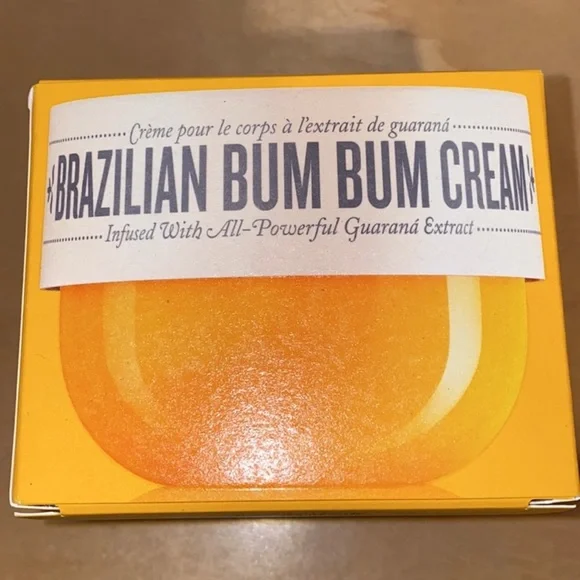 Crème pour le corps à l'extrait de guaraná
BRAZILIAN BUM BUM CREAM
Infused With All-Powerful Guaraná Extract